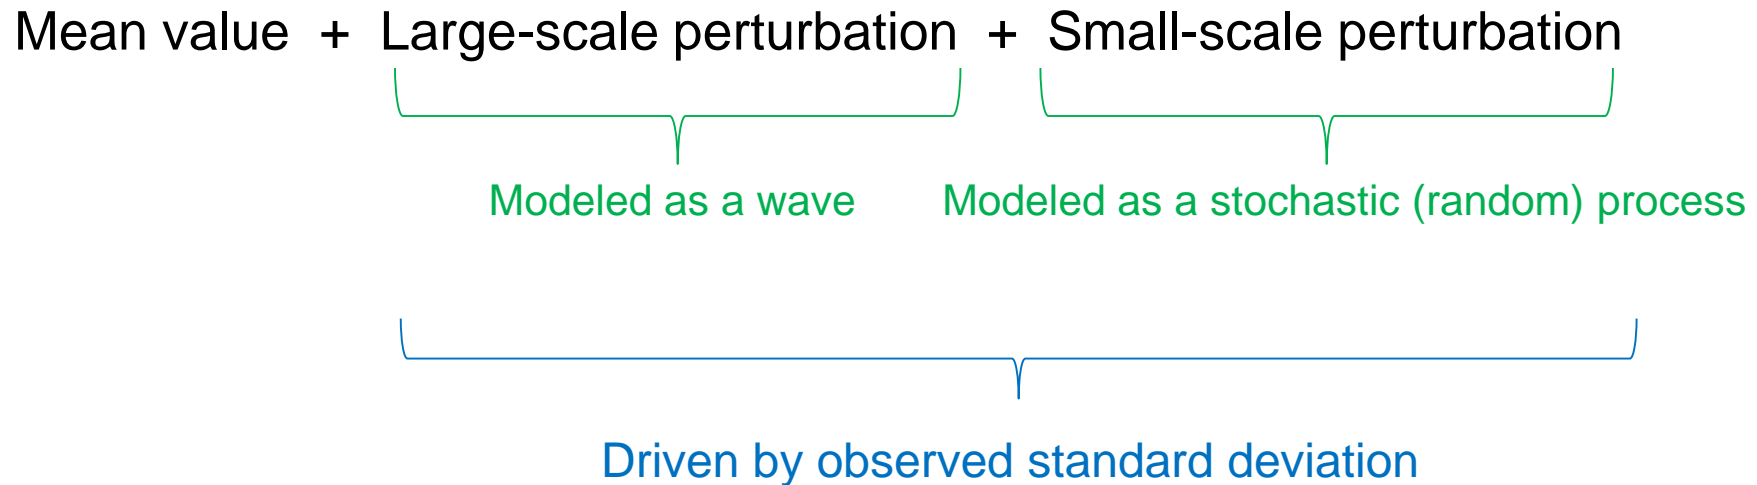 Mean value + Large-scale perturbation + Small-scale perturbation
Modeled as a wave
Modeled as a stochastic (random) process
Driven by observed standard deviation